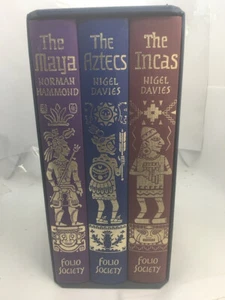 The
Maya
NORMAN
HAMMOND
FOLIO
SOCIETY
The
Aztecs
NIGEL
DAVIES
FOLIO
SOCIETY
The
Incas
NIGEL
DAVIES
FOLIO
SOCIETY